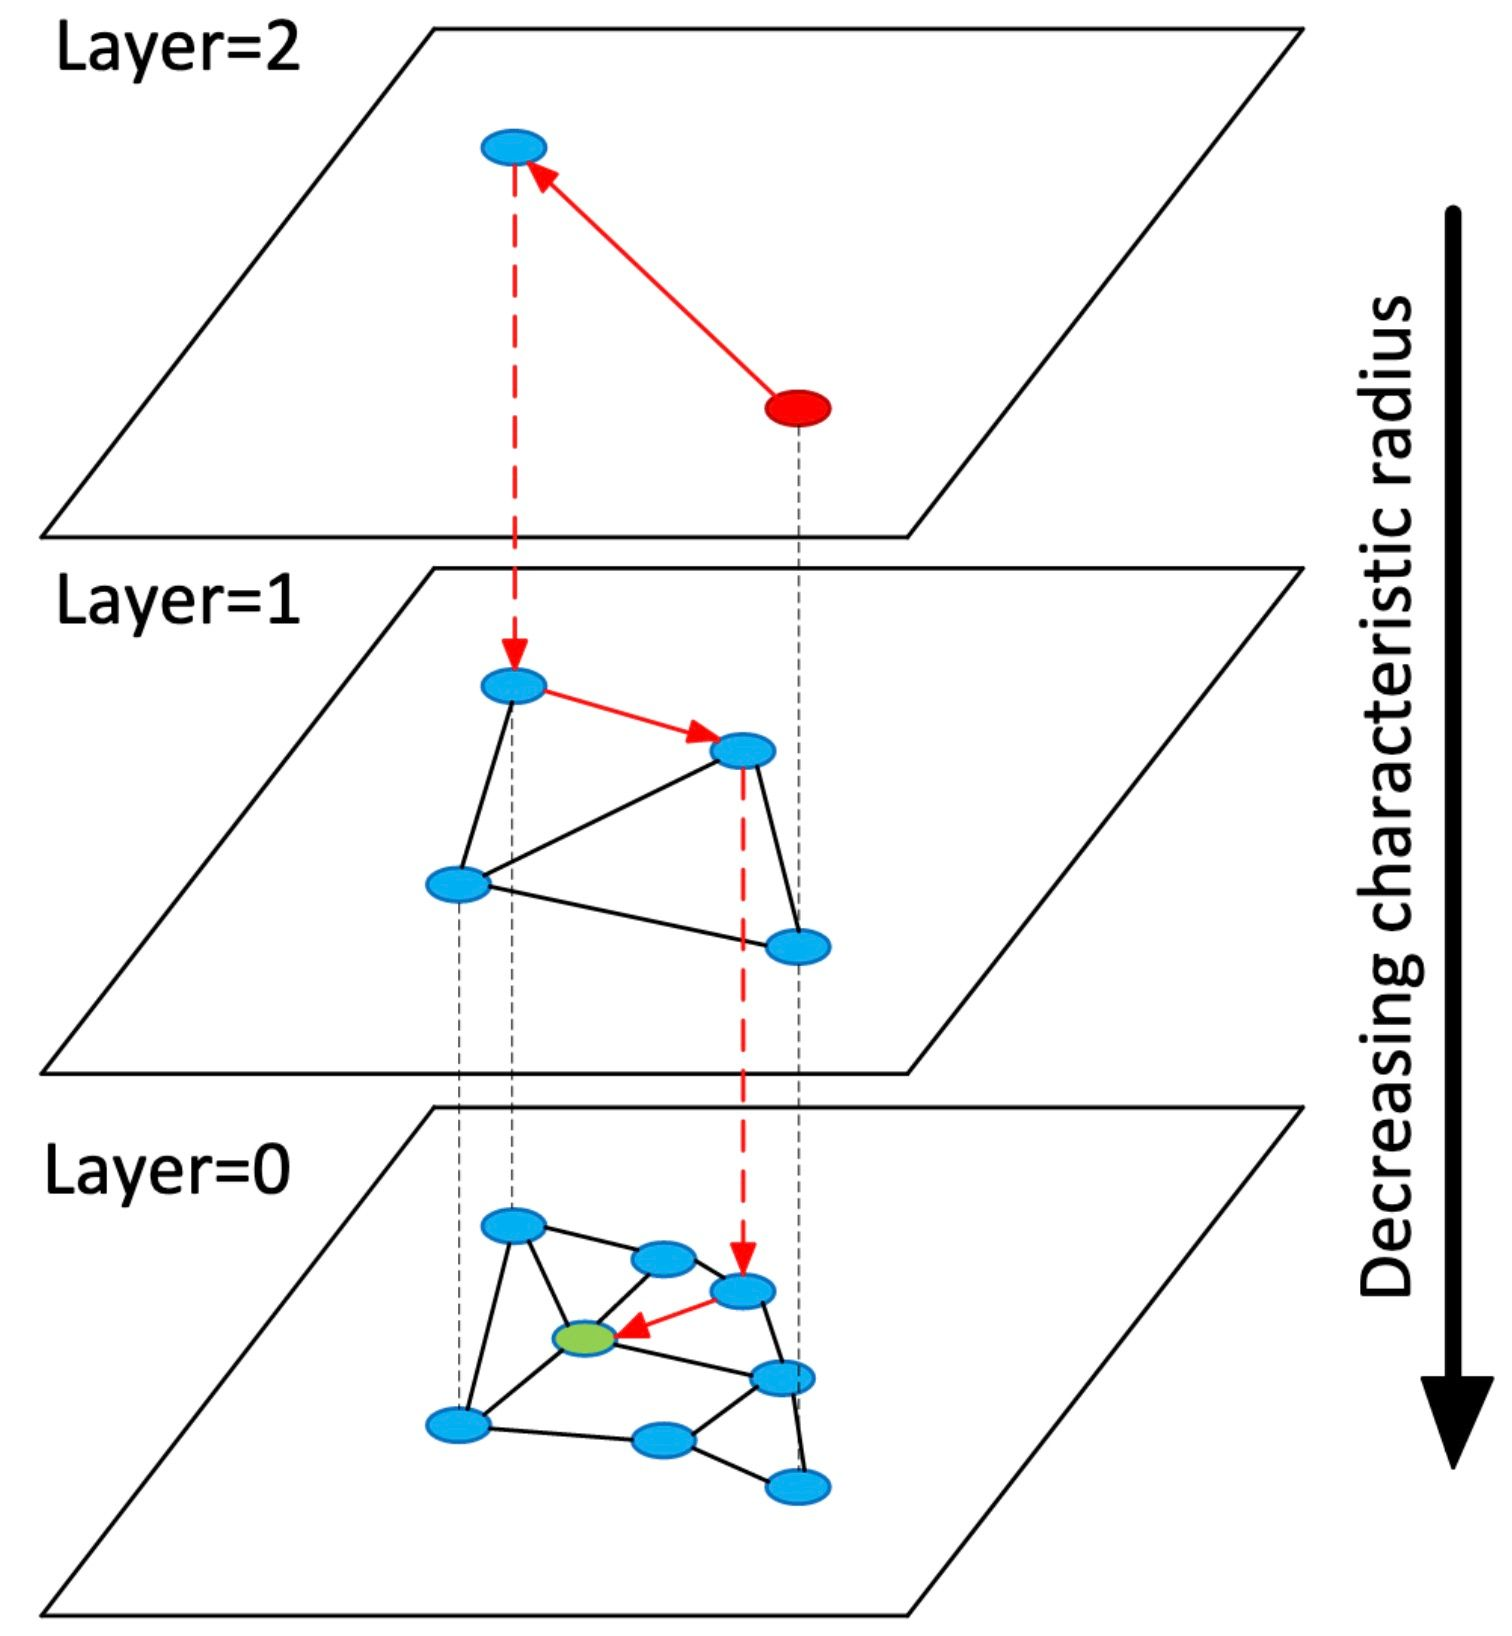 Layer=2
Layer=1
Layer=0
Decreasing characteristic radius